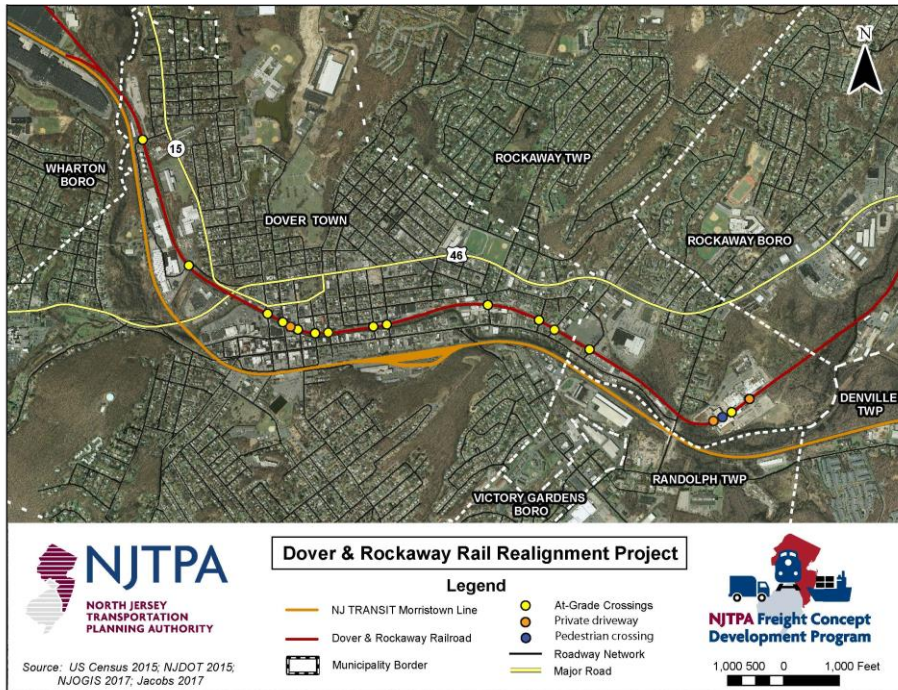 N
15
WHARTON
BORO
ROCKAWAY TWP
DOVER TOWN
ROCKAWAY BORO
46
DENVILLE
TWP
RANDOLPH TWP
VICTORY GARDENS
BORO
NJTPA
NORTH JERSEY
TRANSPORTATION
PLANNING AUTHORITY
Source: US Census 2015; NJDOT 2015;
NJOGIS 2017; Jacobs 2017
Dover & Rockaway Rail Realignment Project
Legend
NJ TRANSIT Morristown Line
Dover & Rockaway Railroad
Municipality Border
At-Grade Crossings
Private driveway
Pedestrian crossing
Roadway Network
Major Road
NJTPA Freight Concept
Development Program
1,000 500 0 1,000 Feet